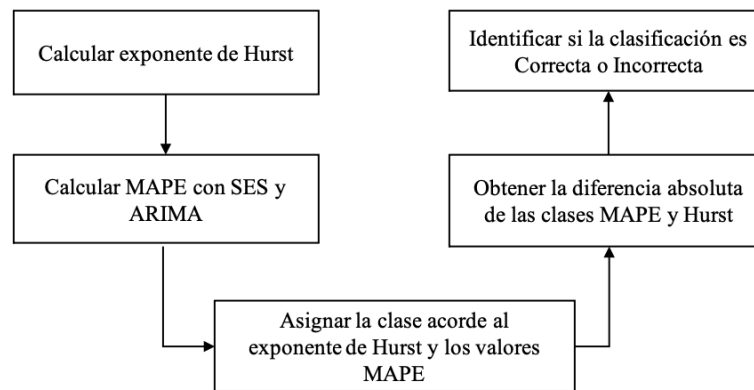 Calcular exponente de Hurst
Calcular MAPE con SES y
ARIMA
Asignar la clase acorde al
exponente de Hurst y los valores
MAPE
Obtener la diferencia absoluta
de las clases MAPE y Hurst
Identificar si la clasificación es
Correcta o Incorrecta